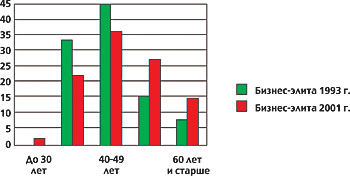 45
40
35
30
25
20
15
10
5
0
До 30
лет
40-49
лет
60 лет
и старше
Бизнес-элита 1993 г.
Бизнес-элита 2001 г.